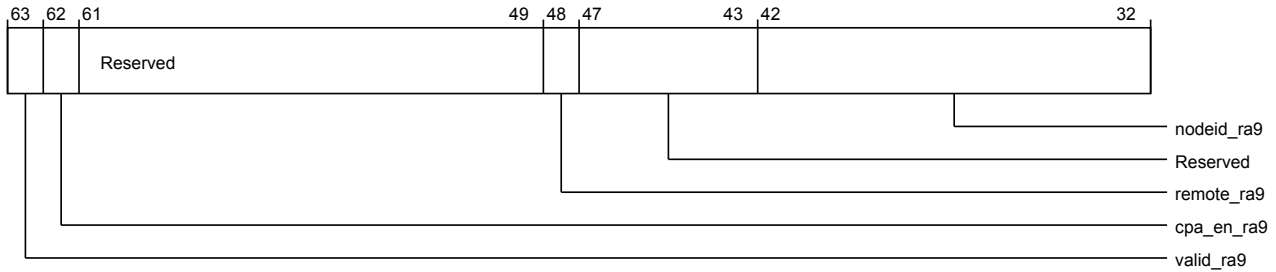 63 62 61 49 48 47 43 42 32
Reserved
nodeid_ra9
Reserved
remote_ra9
cpa_en_ra9
valid_ra9